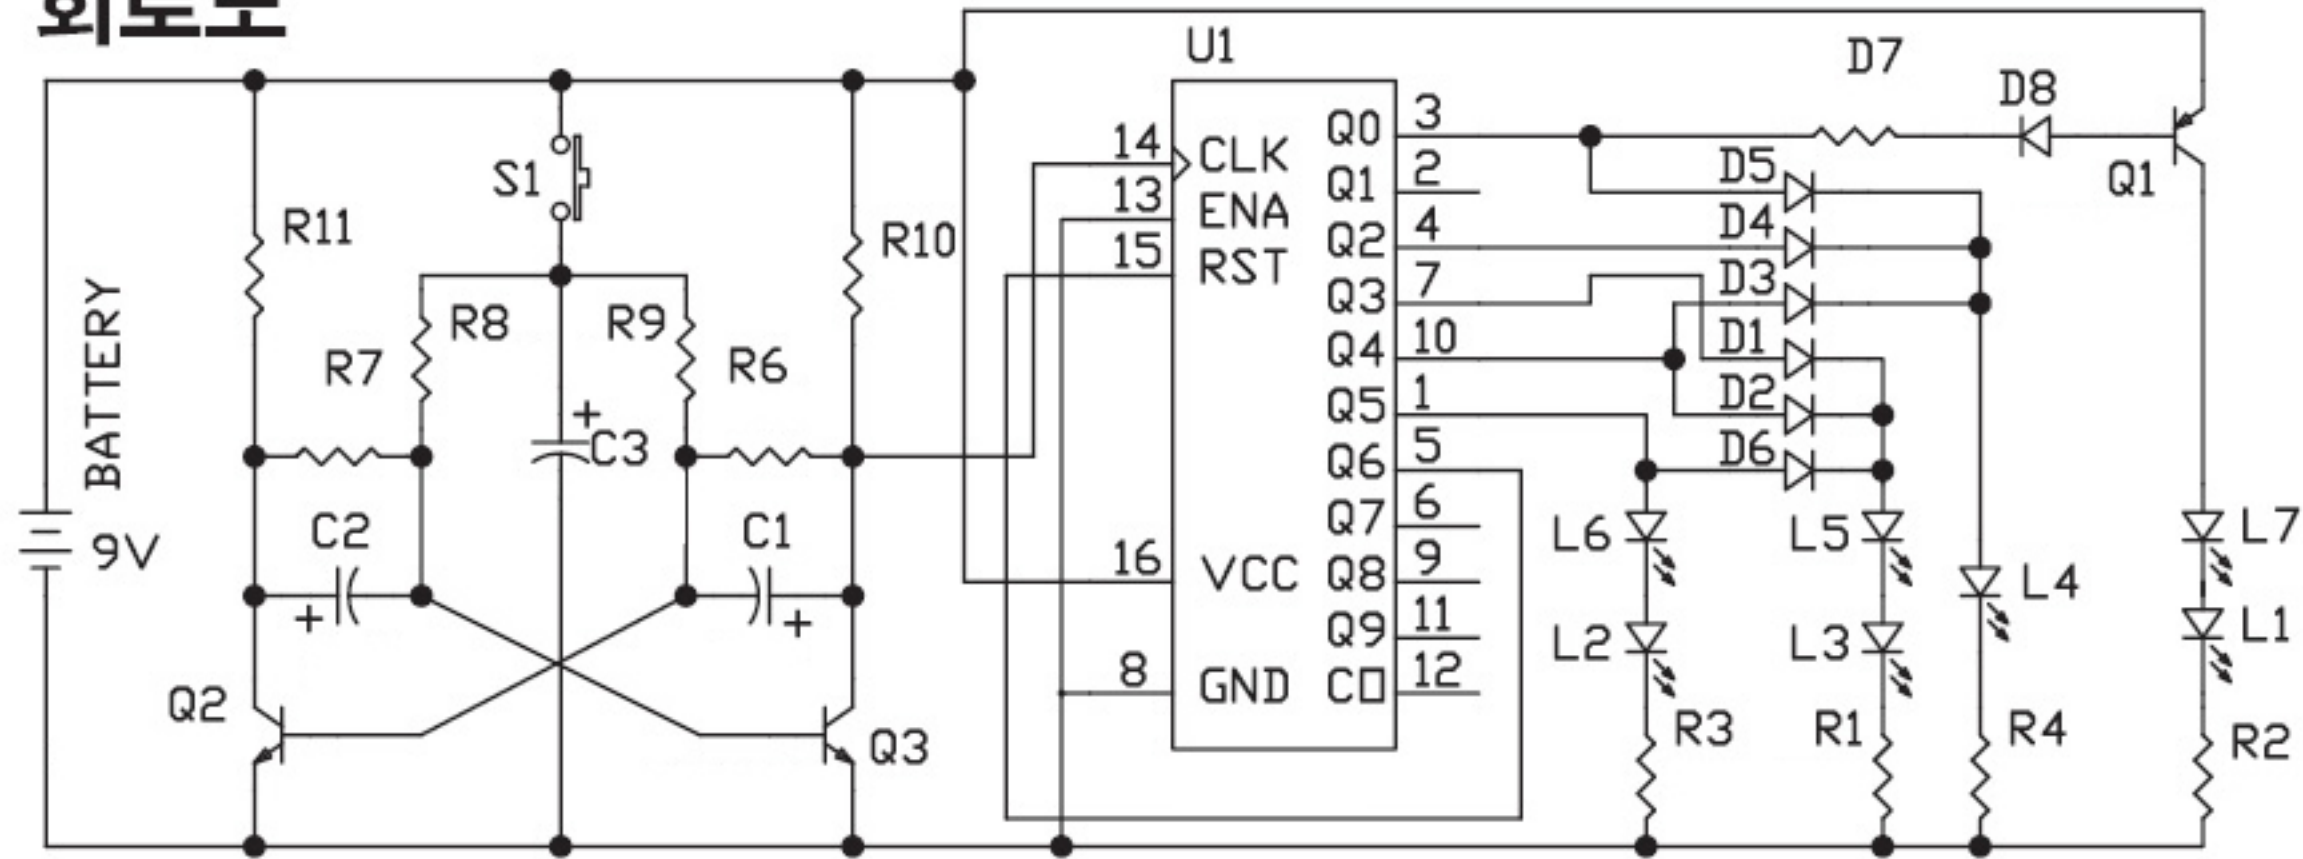 회로도
U1
D7
D8
Q1
14 CLK
13 ENA
15 RST
16 VCC
8 GND
Q0 3
Q1 2
Q2 4
Q3 7
Q4 10
Q5 1
Q6 5
Q7 6
Q8 9
Q9 11
CO 12
D5
D4
D3
D1
D2
D6
S1
R11
R10
R8
R9
R7
R6
BATTERY
9V
+
C3
C2
C1
+
+
Q2
Q3
L6
L5
L4
L7
L2
L3
L1
R3
R1
R4
R2